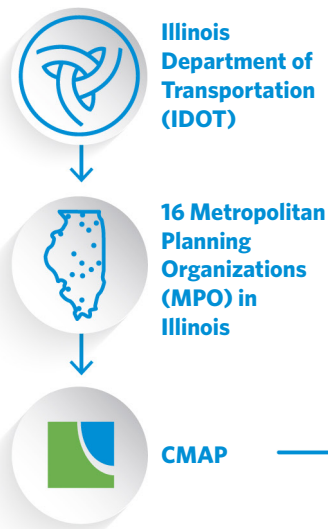 Illinois
Department of
Transportation
(IDOT)
16 Metropolitan
Planning
Organizations
(MPO) in
Illinois
CMAP